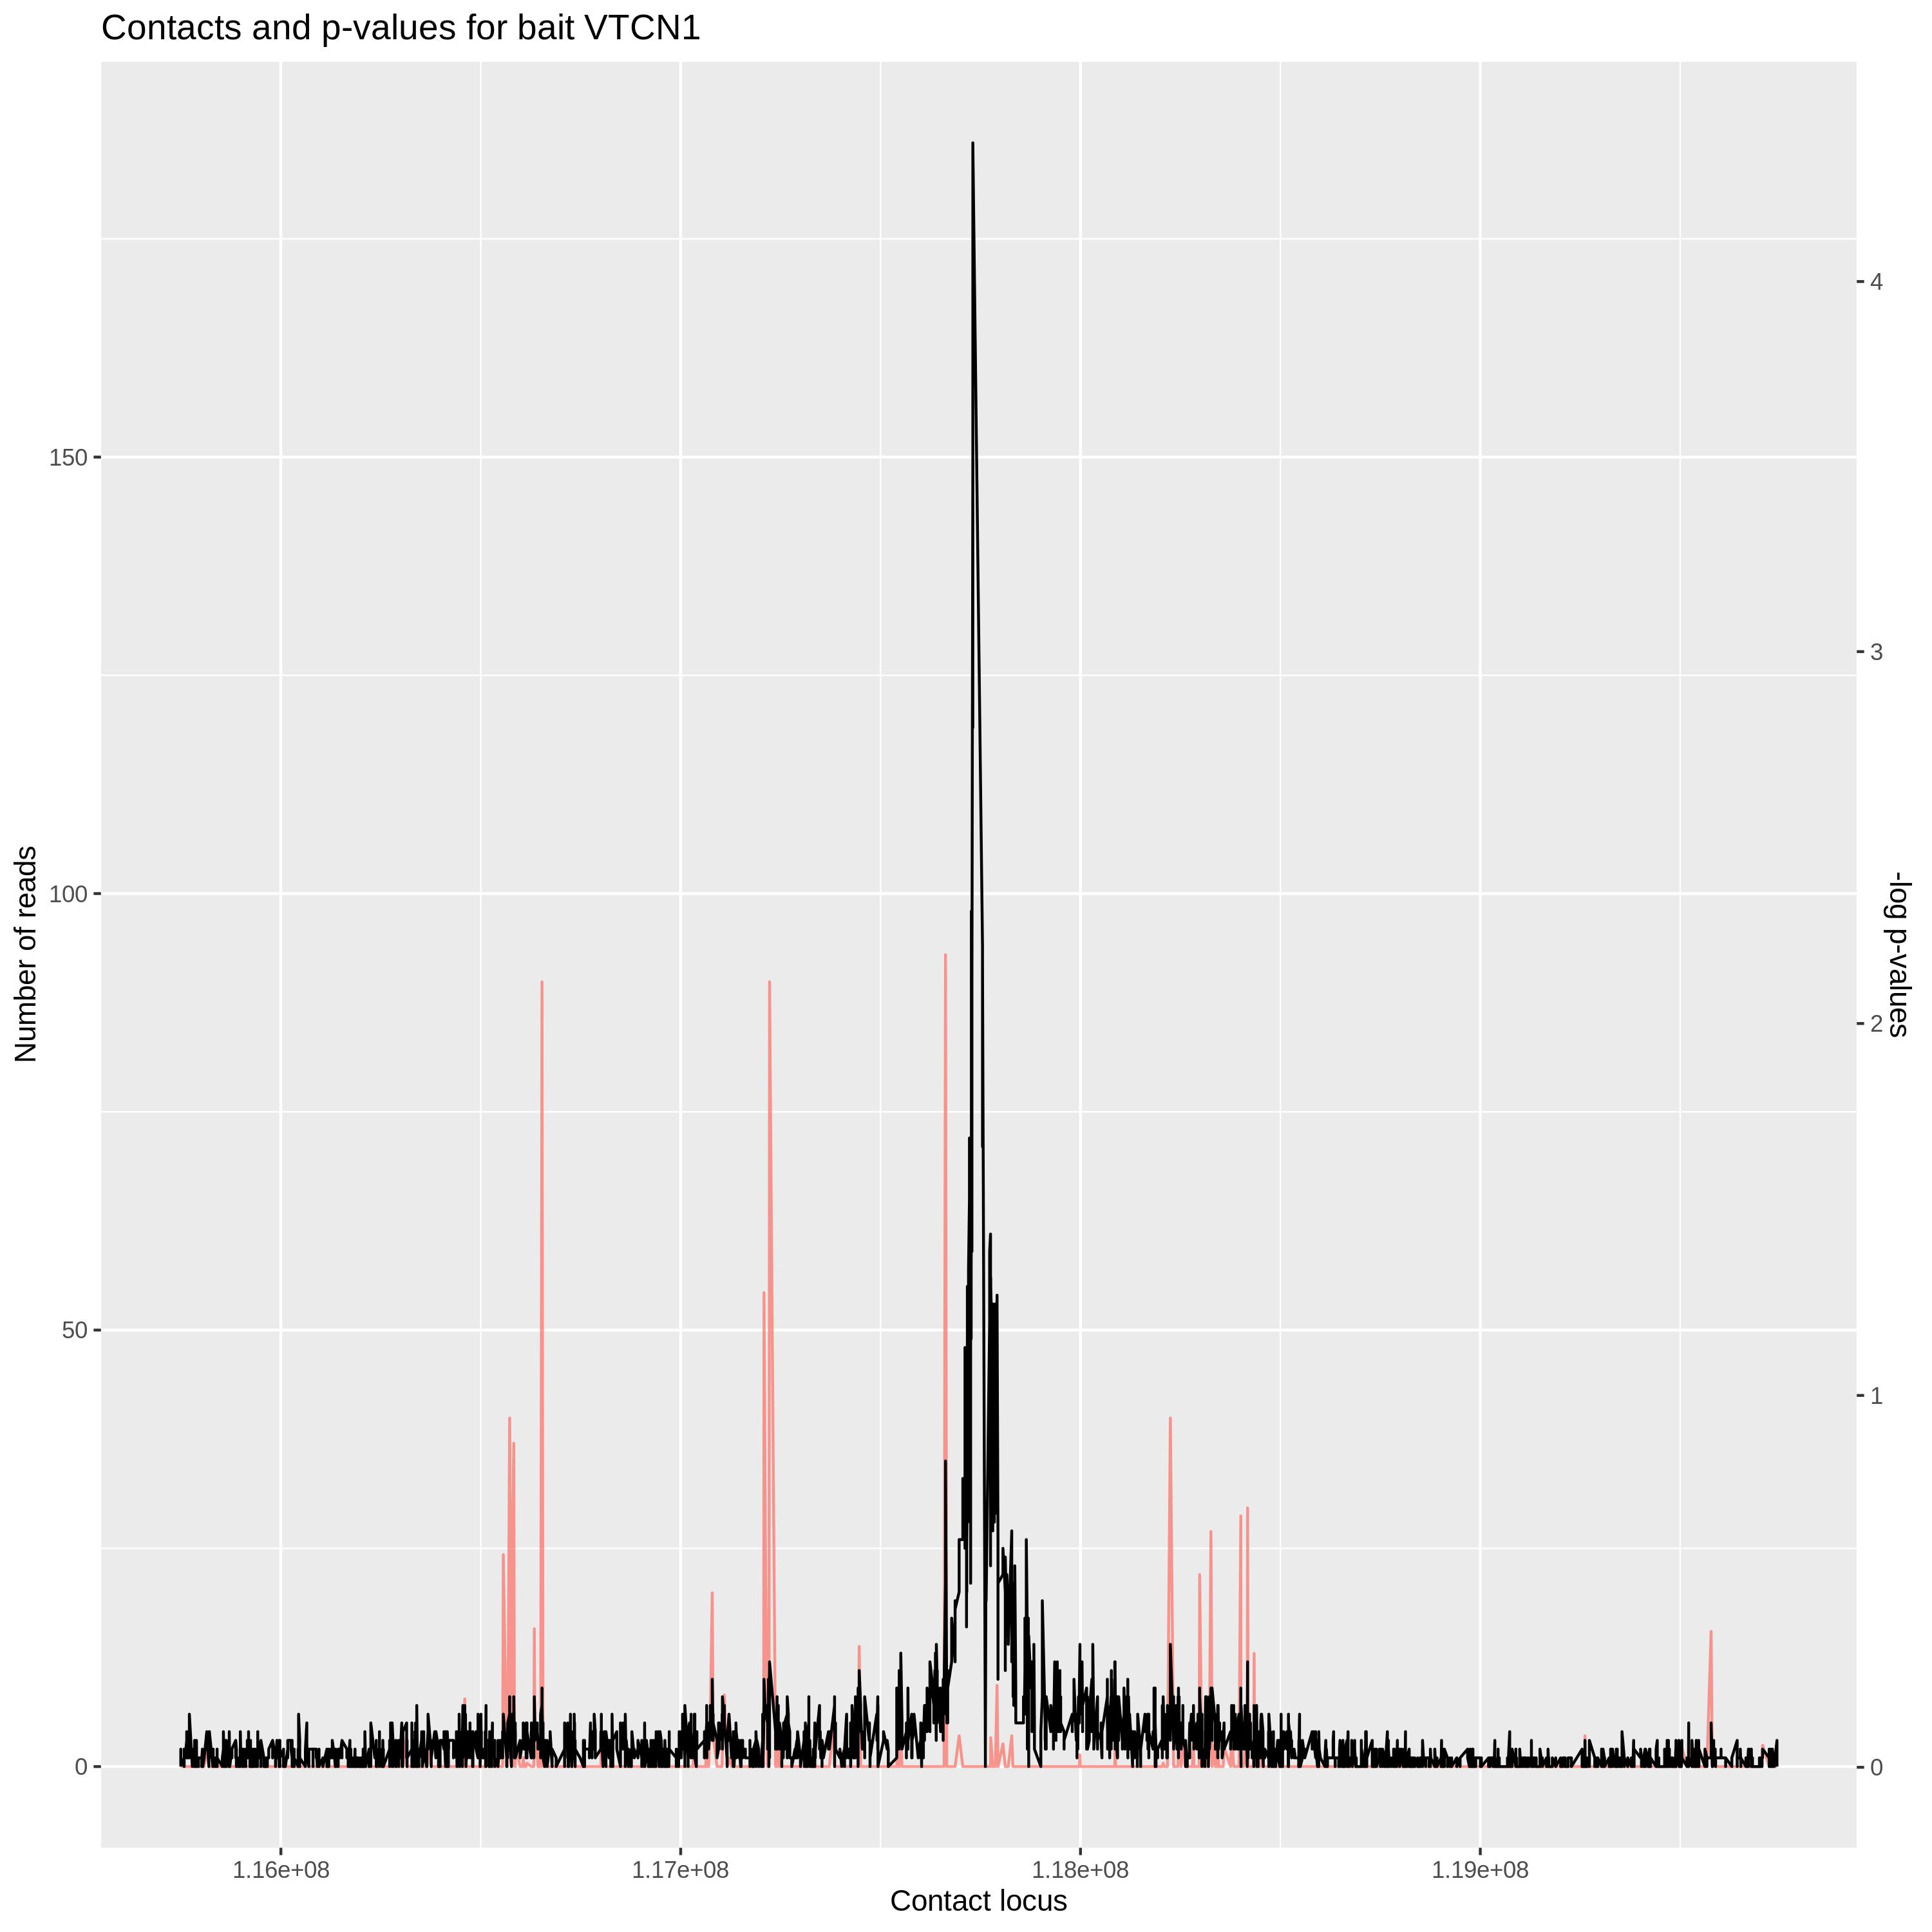 Contacts and p-values for bait VTCN1
Number of reads
150
100
50
0
4
3
2
1
0
-log p-values
1.16e+08
1.17e+08
1.18e+08
1.19e+08
Contact locus